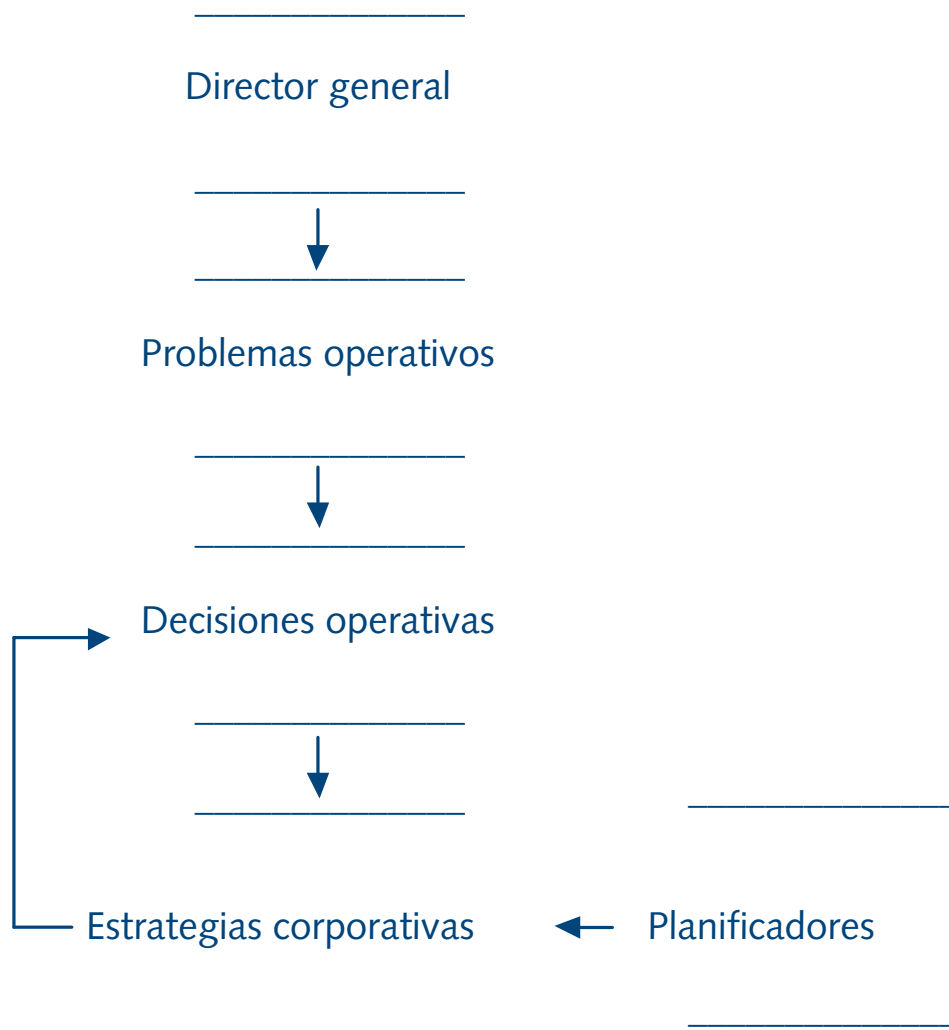 Director general
Problemas operativos
Decisiones operativas
Estrategias corporativas
Planificadores